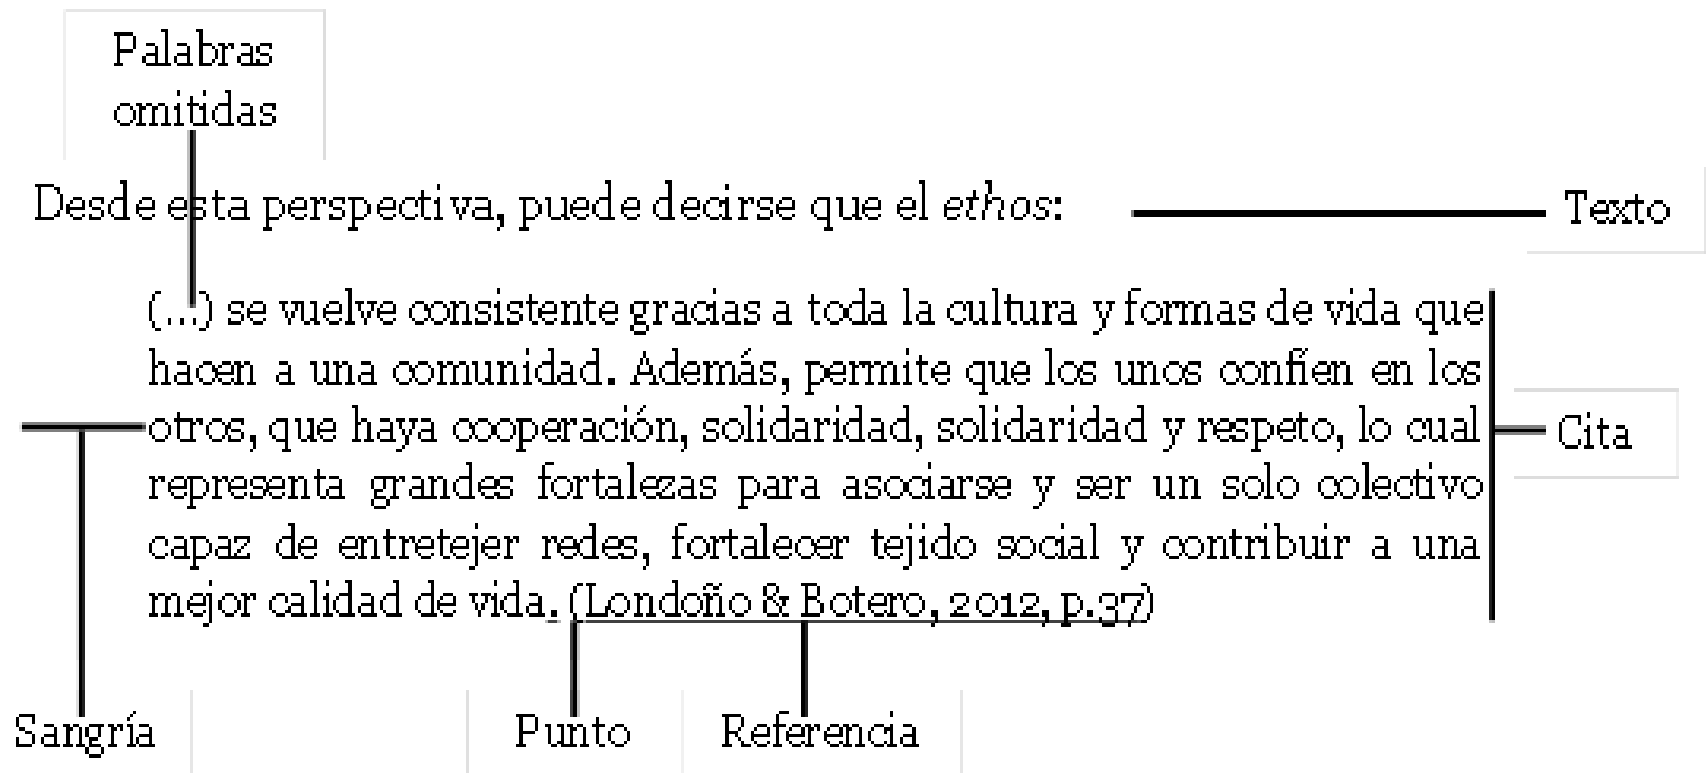 Palabras
omitidas
Desde esta perspectiva, puede decirse que el ethos:
Texto
(...) se vuelve consistente gracias a toda la cultura y formas de vida que
hacen a una comunidad. Además, permite que los unos confíen en los
otros, que haya cooperación, solidaridad, solidaridad y respeto, lo cual
representa grandes fortalezas para asociarse y ser un solo colectivo
capaz de entretejer redes, fortalecer tejido social y contribuir a una
mejor calidad de vida. (Londoño & Botero, 2012, p.37)
Cita
Sangría
Punto
Referencia